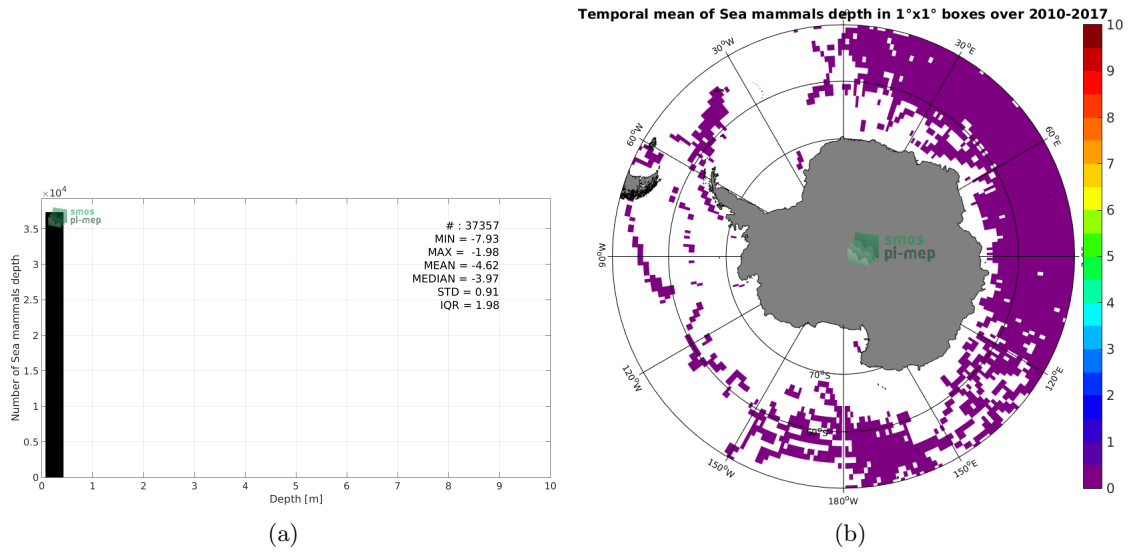 ×10⁴
3.5
3
2.5
2
1.5
1
0.5
0
Number of Sea mammals depth
smos
pi-mep
# : 37357
MIN = -7.93
MAX = -1.98
MEAN = -4.62
MEDIAN = -3.97
STD = 0.91
IQR = 1.98
0 1 2 3 4 5 6 7 8 9 10
Depth [m]
(a)
Temporal mean of Sea mammals depth in 1°x1° boxes over 2010-2017
30°W
30°E
60°W
60°E
90°W
120°W
120°E
150°W
150°E
180°W
70°S
60°S
smos
pi-mep
10
9
8
7
6
5
4
3
2
1
0
(b)